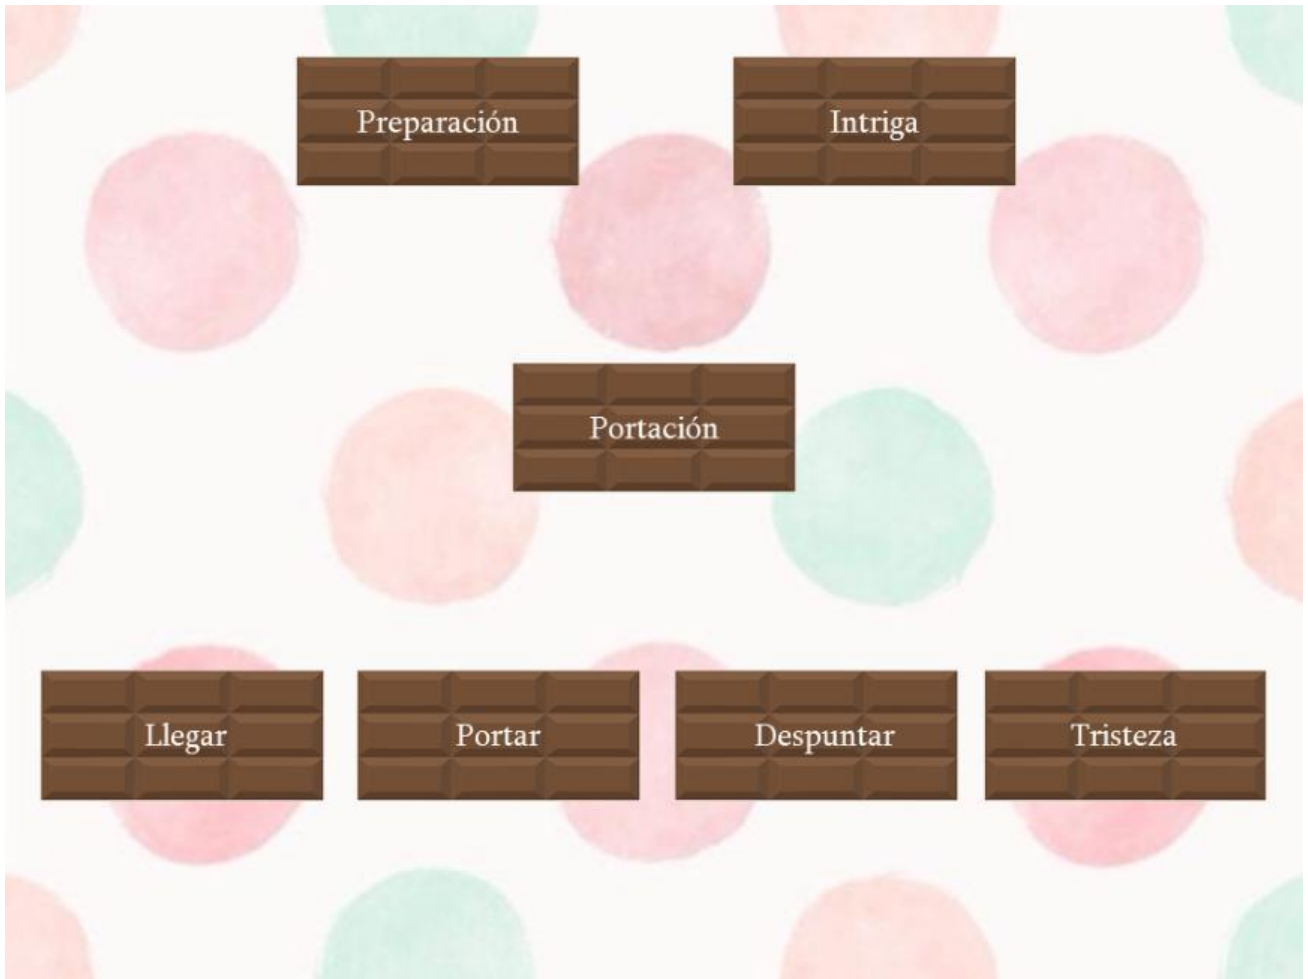 Preparación
Intriga
Portación
Llegar
Portar
Despuntar
Tristeza